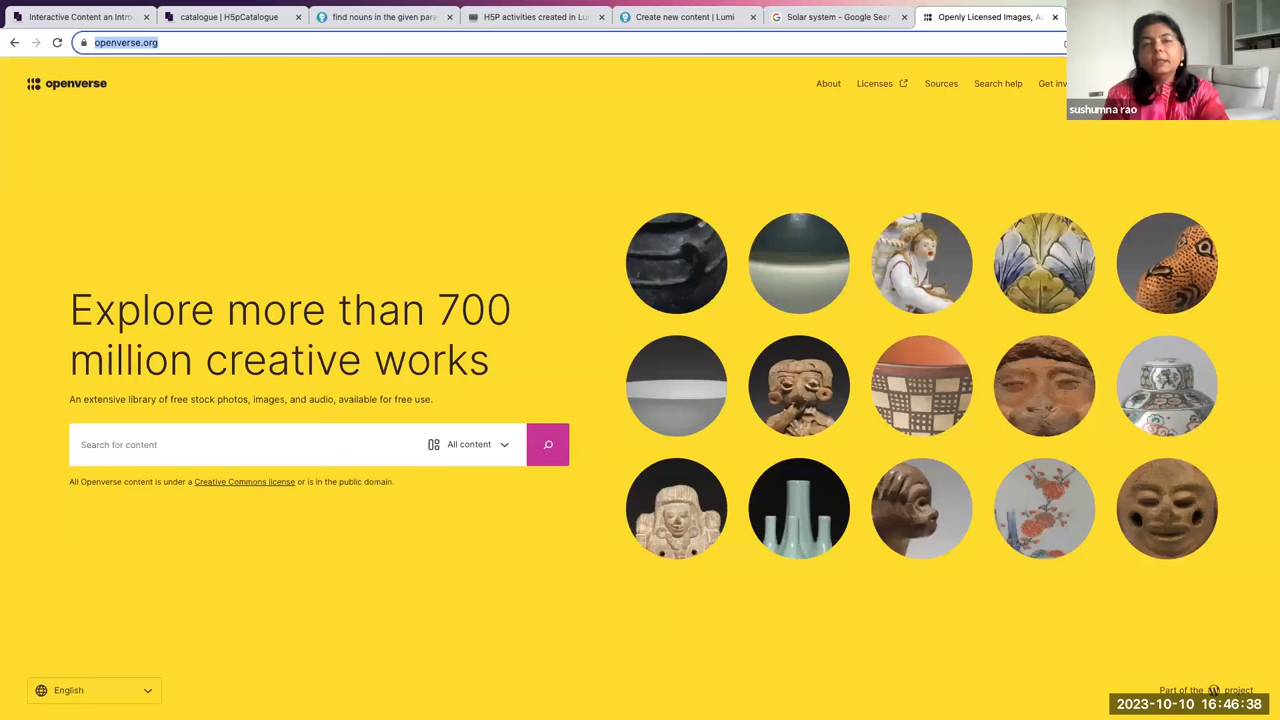 Interactive Content an Intro
catalogue | H5pCatalogue
find nouns in the given para
H5P activities created in Lu
Create new content | Lumi
Solar system - Google Sear
Openly Licensed Images, Au
openverse.org
openverse
About
Licenses
Sources
Search help
Get inv
sushumna rao
Explore more than 700
million creative works
An extensive library of free stock photos, images, and audio, available for free use.
Search for content
All content
All Openverse content is under a Creative Commons license or is in the public domain.
English
Part of the
project
2023-10-10 16:46:38